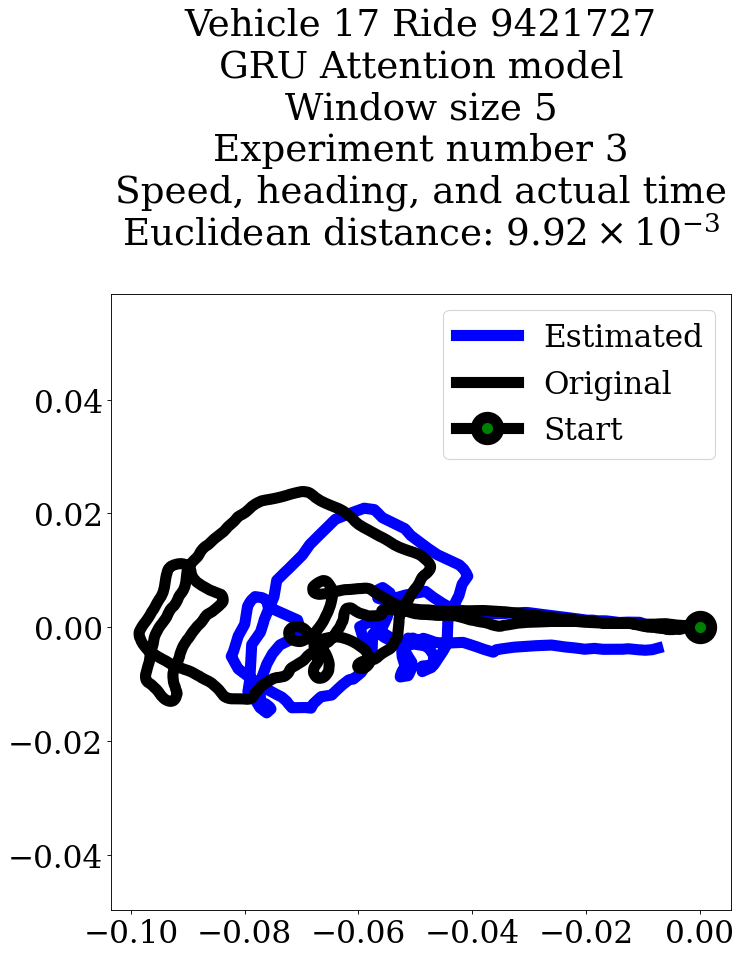 Vehicle 17 Ride 9421727
GRU Attention model
Window size 5
Experiment number 3
Speed, heading, and actual time
Euclidean distance: 9.92 × 10⁻³
Estimated
Original
Start
0.04
0.02
0.00
−0.02
−0.04
−0.10 −0.08 −0.06 −0.04 −0.02 0.00